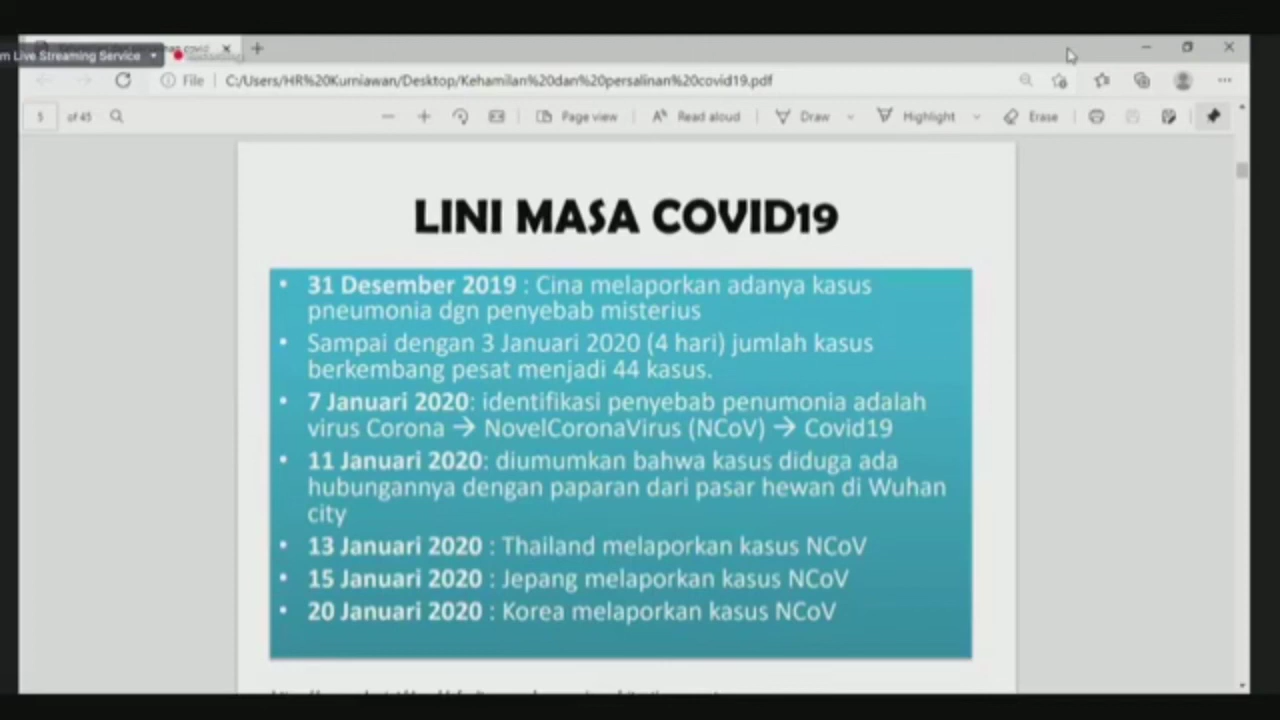 m Live Streaming Service
File C:/Users/HR%20Kurniawan/Desktop/Kehamilan%20dan%20persalinan%20covid19.pdf
5 of 45 Page view Read aloud Draw Highlight Erase
LINI MASA COVID19
• 31 Desember 2019 : Cina melaporkan adanya kasus
pneumonia dgn penyebab misterius
• Sampai dengan 3 Januari 2020 (4 hari) jumlah kasus
berkembang pesat menjadi 44 kasus.
• 7 Januari 2020: identifikasi penyebab penumonia adalah
virus Corona → NovelCoronaVirus (NCoV) → Covid19
• 11 Januari 2020: diumumkan bahwa kasus diduga ada
hubungannya dengan paparan dari pasar hewan di Wuhan
city
• 13 Januari 2020 : Thailand melaporkan kasus NCoV
• 15 Januari 2020 : Jepang melaporkan kasus NCoV
• 20 Januari 2020 : Korea melaporkan kasus NCoV